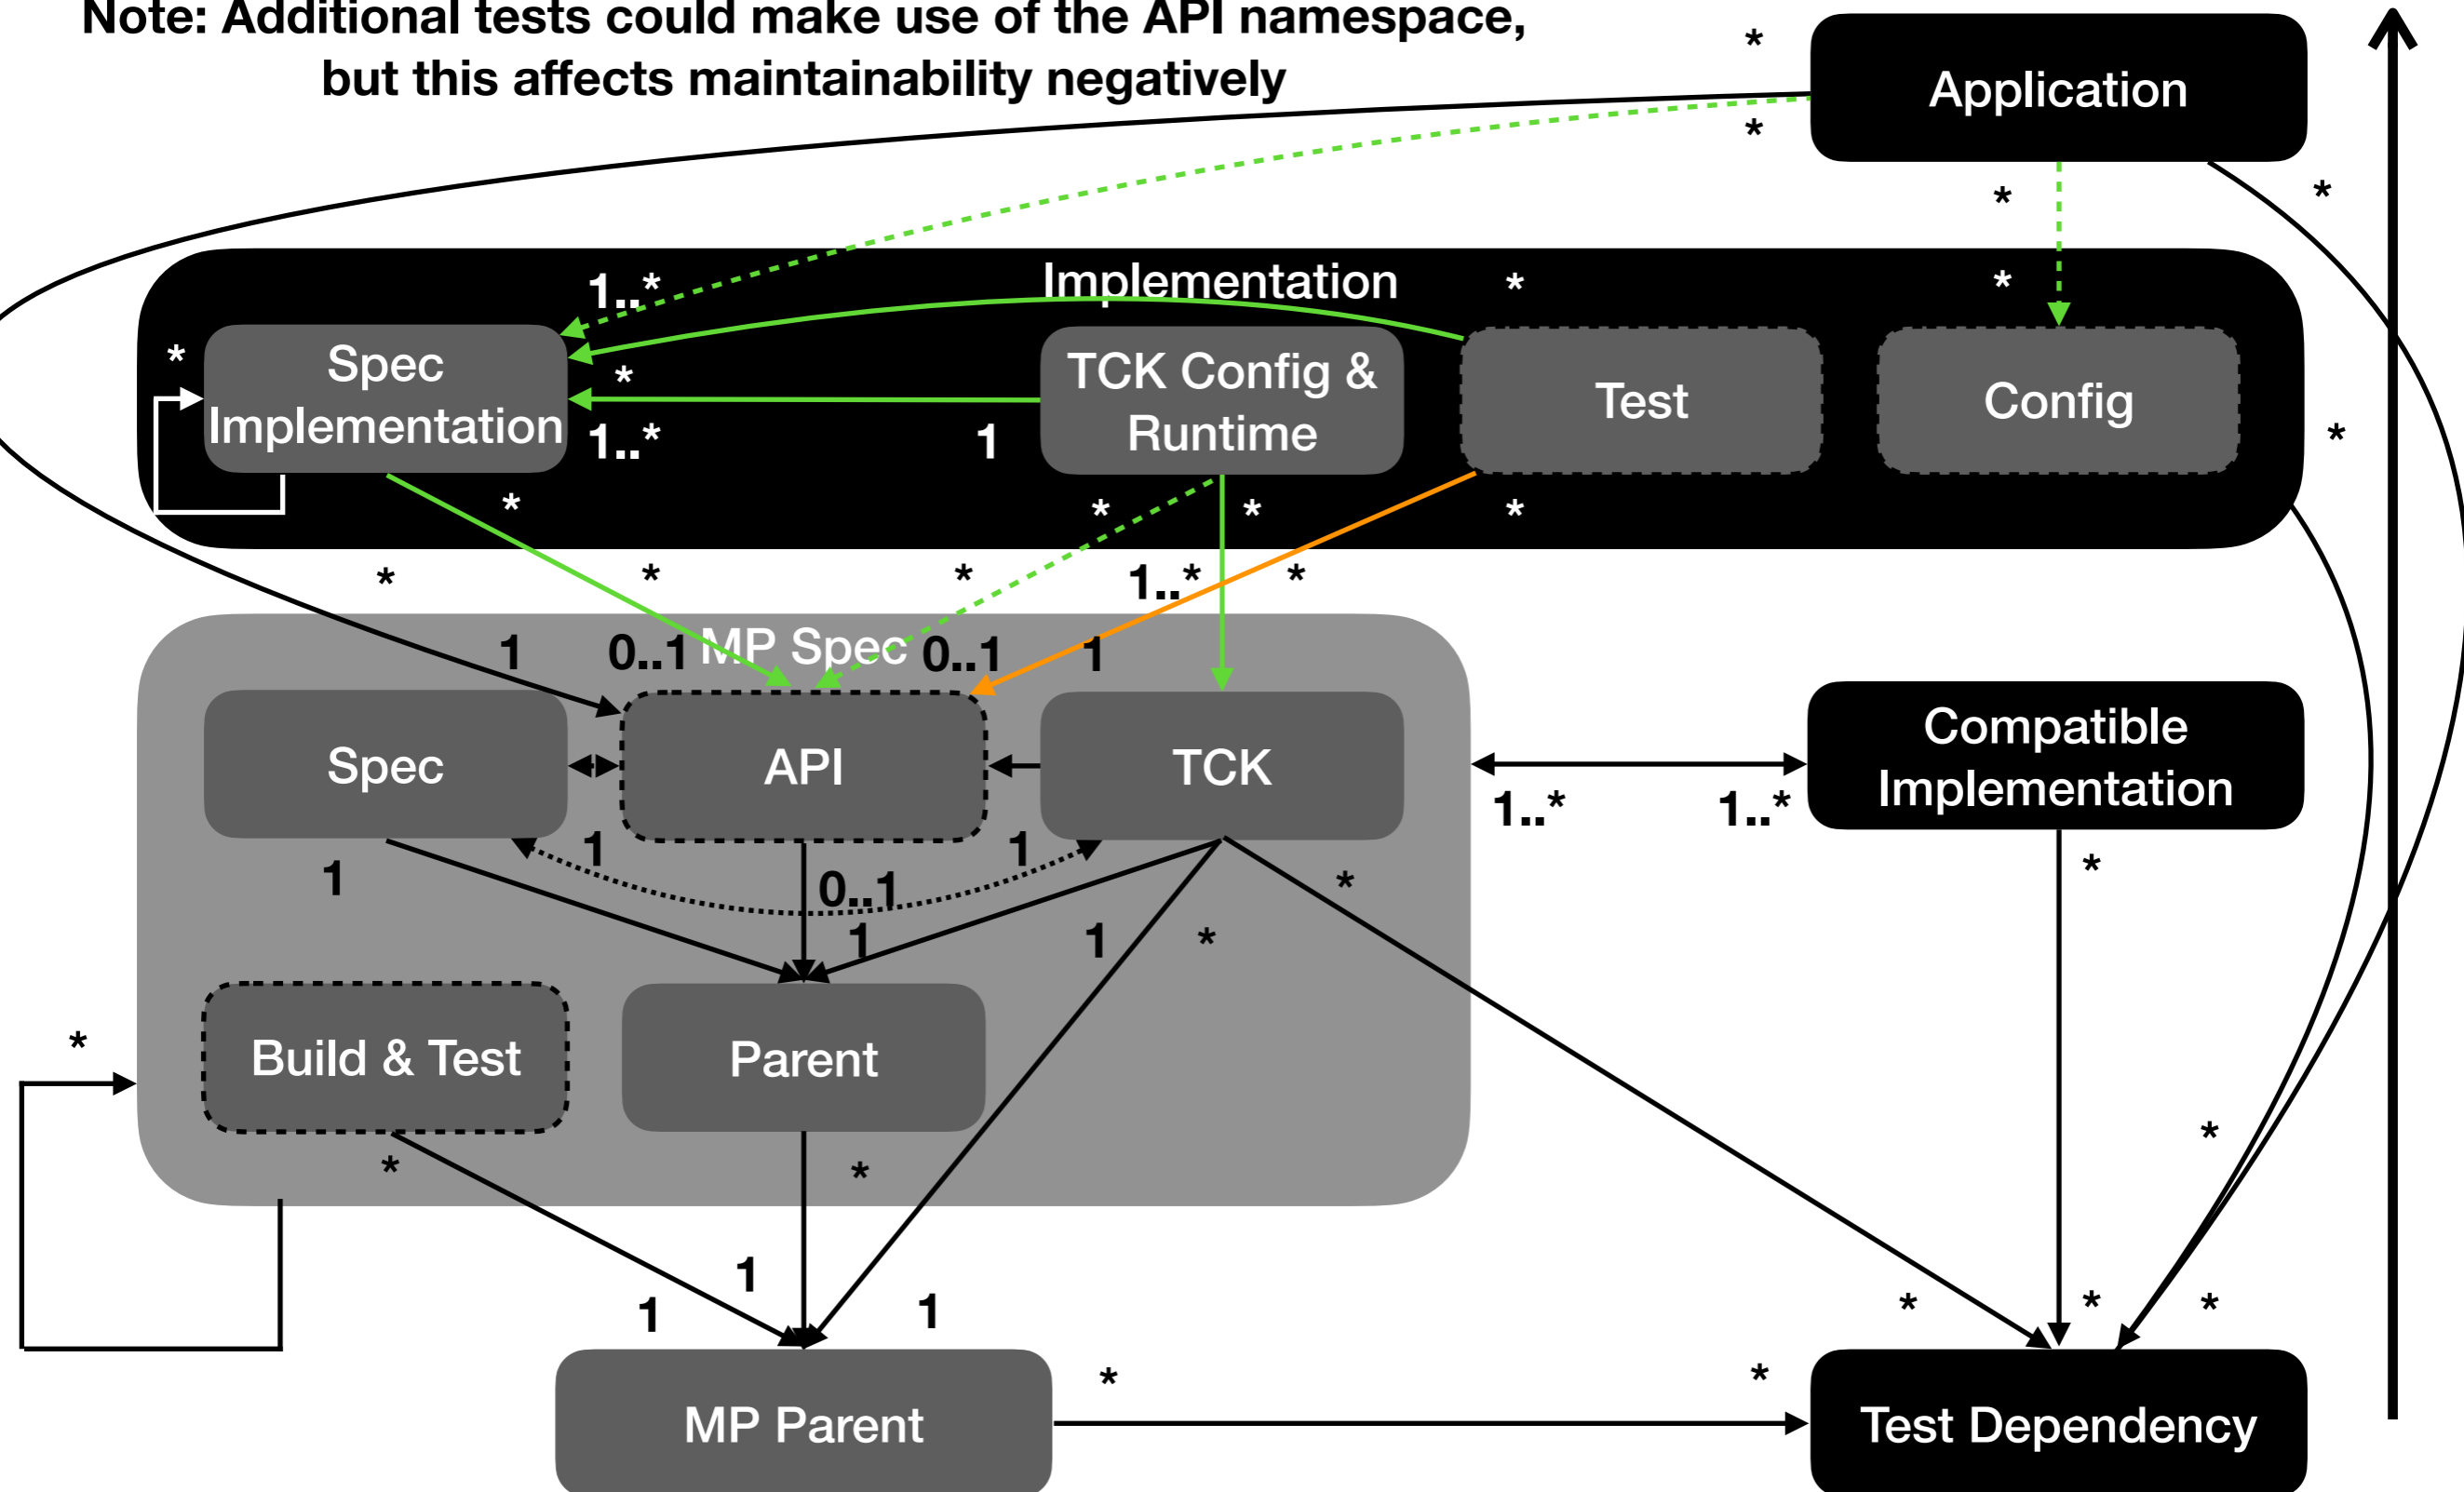 Note: Additional tests could make use of the API namespace,
but this affects maintainability negatively
*
Application
*
*
*
Implementation
1..*
*
*
*
Spec
Implementation
*
TCK Config &
Runtime
Test
Config
1..*
1
*
*
*
*
*
*
*
*
1..*
*
1
0..1
MP Spec
0..1
1
Spec
API
TCK
Compatible
Implementation
1..*
1..*
1
1
1
0..1
*
*
1
1
*
*
Build & Test
Parent
*
*
*
1
1
1
*
*
*
*
*
MP Parent
Test Dependency